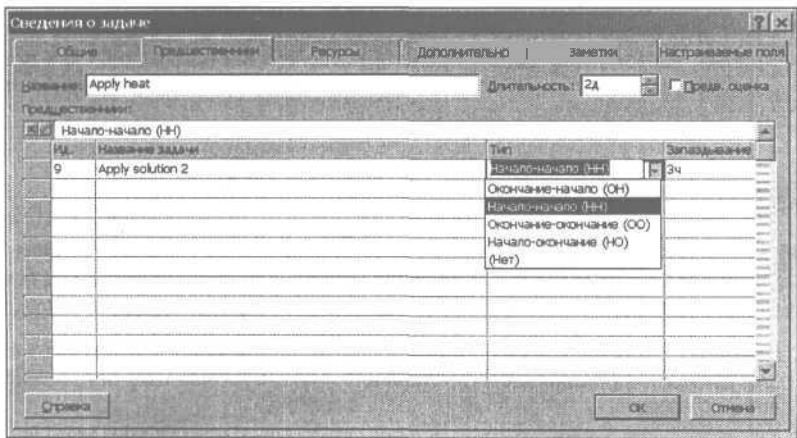 Сведения о задаче
Общие Предшественники Ресурсы Дополнительно Заметки Настраиваемые поля
Название: Apply heat Длительность: 2д Предв. оценка
Предшественники:
Начало-начало (НН)
Ид. Название задачи Тип Запаздывание
9 Apply solution 2 Начало-начало (НН) 3ч
Окончание-начало (ОН)
Начало-начало (НН)
Окончание-окончание (ОО)
Начало-окончание (НО)
(Нет)
Справка ОК Отмена